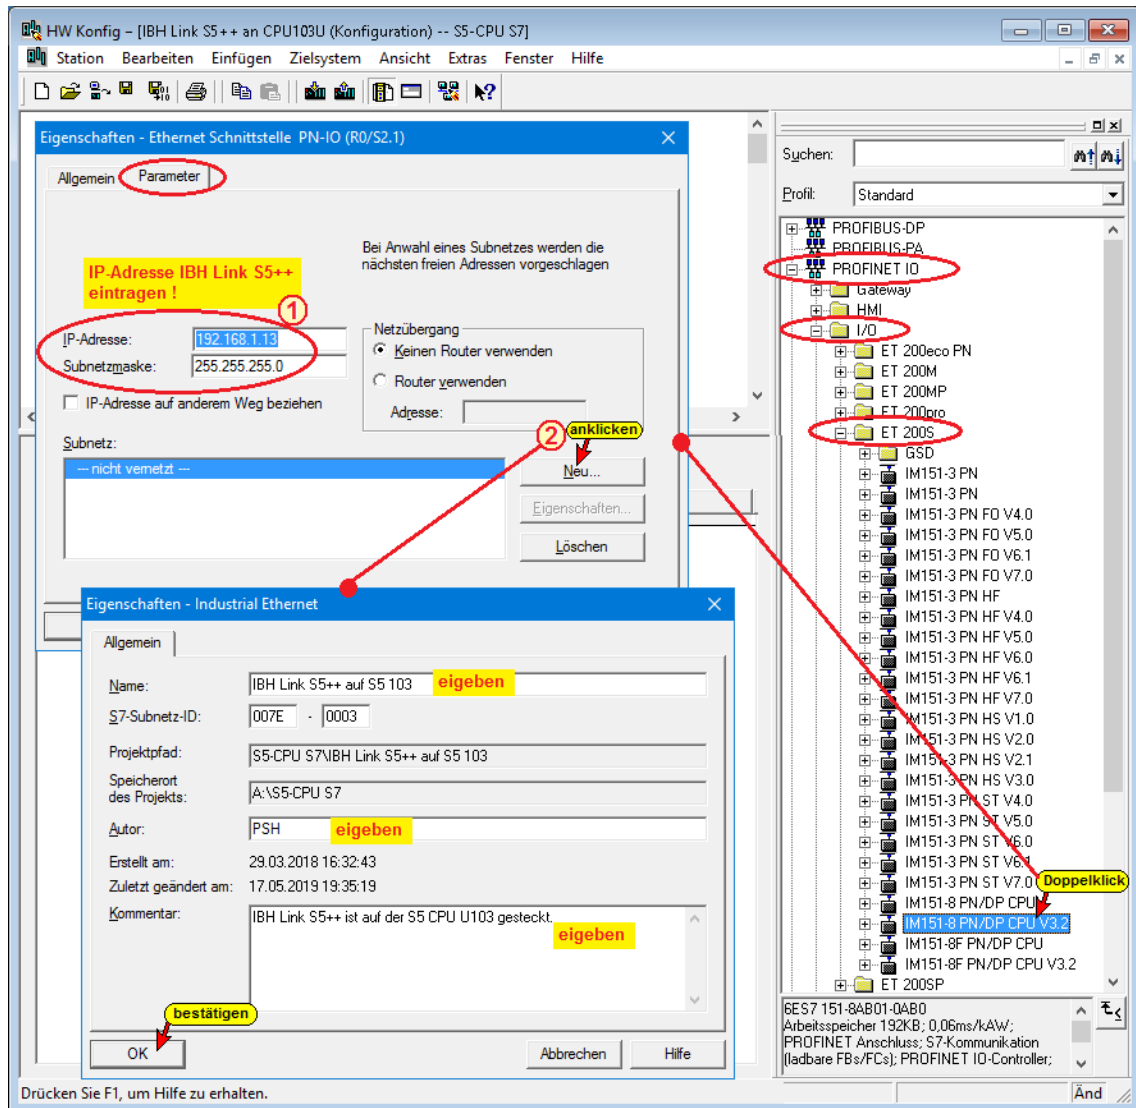 HW Konfig – [IBH Link S5++ an CPU103U (Konfiguration) -- S5-CPU S7]
Station Bearbeiten Einfügen Zielsystem Ansicht Extras Fenster Hilfe
Eigenschaften - Ethernet Schnittstelle PN-IO (R0/S2.1)
Allgemein Parameter
Bei Anwahl eines Subnetzes werden die
nächsten freien Adressen vorgeschlagen
IP-Adresse IBH Link S5++
eintragen !
1
IP-Adresse: 192.168.1.13
Subnetzmaske: 255.255.255.0
IP-Adresse auf anderem Weg beziehen
Netzübergang
Keinen Router verwenden
Router verwenden
Adresse:
2
anklicken
Subnetz:
--- nicht vernetzt ---
Neu...
Eigenschaften...
Löschen
Eigenschaften - Industrial Ethernet
Allgemein
Name: IBH Link S5++ auf S5 103 eigeben
S7-Subnetz-ID: 007E - 0003
Projektpfad: S5-CPU S7\IBH Link S5++ auf S5 103
Speicherort
des Projekts: A:\S5-CPU S7
Autor: PSH eigeben
Erstellt am: 29.03.2018 16:32:43
Zuletzt geändert am: 17.05.2019 19:35:19
Kommentar: IBH Link S5++ ist auf der S5 CPU U103 gesteckt.
eigeben
bestätigen
OK Abbrechen Hilfe
Suchen:
Profil: Standard
PROFIBUS-DP
PROFIBUS-PA
PROFINET IO
Gateway
HMI
I/O
ET 200eco PN
ET 200M
ET 200MP
ET 200pro
ET 200S
GSD
IM151-3 PN
IM151-3 PN
IM151-3 PN FO V4.0
IM151-3 PN FO V5.0
IM151-3 PN FO V6.1
IM151-3 PN FO V7.0
IM151-3 PN HF
IM151-3 PN HF V4.0
IM151-3 PN HF V5.0
IM151-3 PN HF V6.0
IM151-3 PN HF V6.1
IM151-3 PN HF V7.0
IM151-3 PN HS V1.0
IM151-3 PN HS V2.0
IM151-3 PN HS V2.1
IM151-3 PN HS V3.0
IM151-3 PN ST V4.0
IM151-3 PN ST V5.0
IM151-3 PN ST V6.0
IM151-3 PN ST V6.1
IM151-3 PN ST V7.0
Doppelklick
IM151-8 PN/DP CPU
IM151-8 PN/DP CPU V3.2
IM151-8F PN/DP CPU
IM151-8F PN/DP CPU V3.2
ET 200SP
6ES7 151-8AB01-0AB0
Arbeitsspeicher 192KB; 0,06ms/kAW;
PROFINET Anschluss; S7-Kommunikation
(ladbare FBs/FCs); PROFINET IO-Controller;
Drücken Sie F1, um Hilfe zu erhalten.
Änd